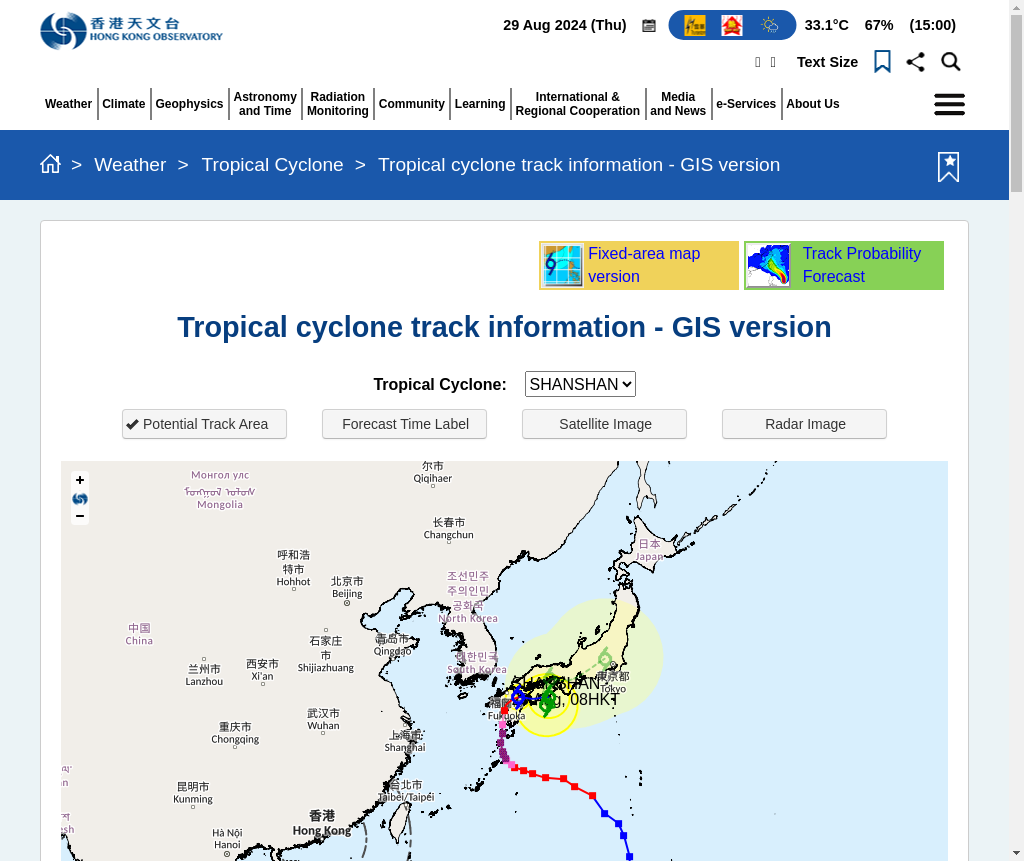 香港天文台
HONG KONG OBSERVATORY
29 Aug 2024 (Thu)
33.1°C 67% (15:00)
Text Size
Weather
Climate
Geophysics
Astronomy
and Time
Radiation
Monitoring
Community
Learning
International &
Regional Cooperation
Media
and News
e-Services
About Us
> Weather > Tropical Cyclone > Tropical cyclone track information - GIS version
Fixed-area map
version
Track Probability
Forecast
Tropical cyclone track information - GIS version
Tropical Cyclone: SHANSHAN
Potential Track Area
Forecast Time Label
Satellite Image
Radar Image
+
−
Монгол улс
Mongolia
尔市
Qiqihaer
长春市
Changchun
呼和浩
特市
Hohhot
北京市
Beijing
日本
Japan
조선민주
주의인민
공화국
North Korea
中国
China
石家庄
市
Shijiazhuang
青岛市
Qingdao
대한민국
South Korea
兰州市
Lanzhou
西安市
Xi'an
SHANSHAN
東京都
Tokyo
, 08HKT
Fukuoka
武汉市
Wuhan
重庆市
Chongqing
上海市
Shanghai
昆明市
Kunming
台北市
Taibei/Taipei
香港
Hong Kong
Hà Nội
Hanoi